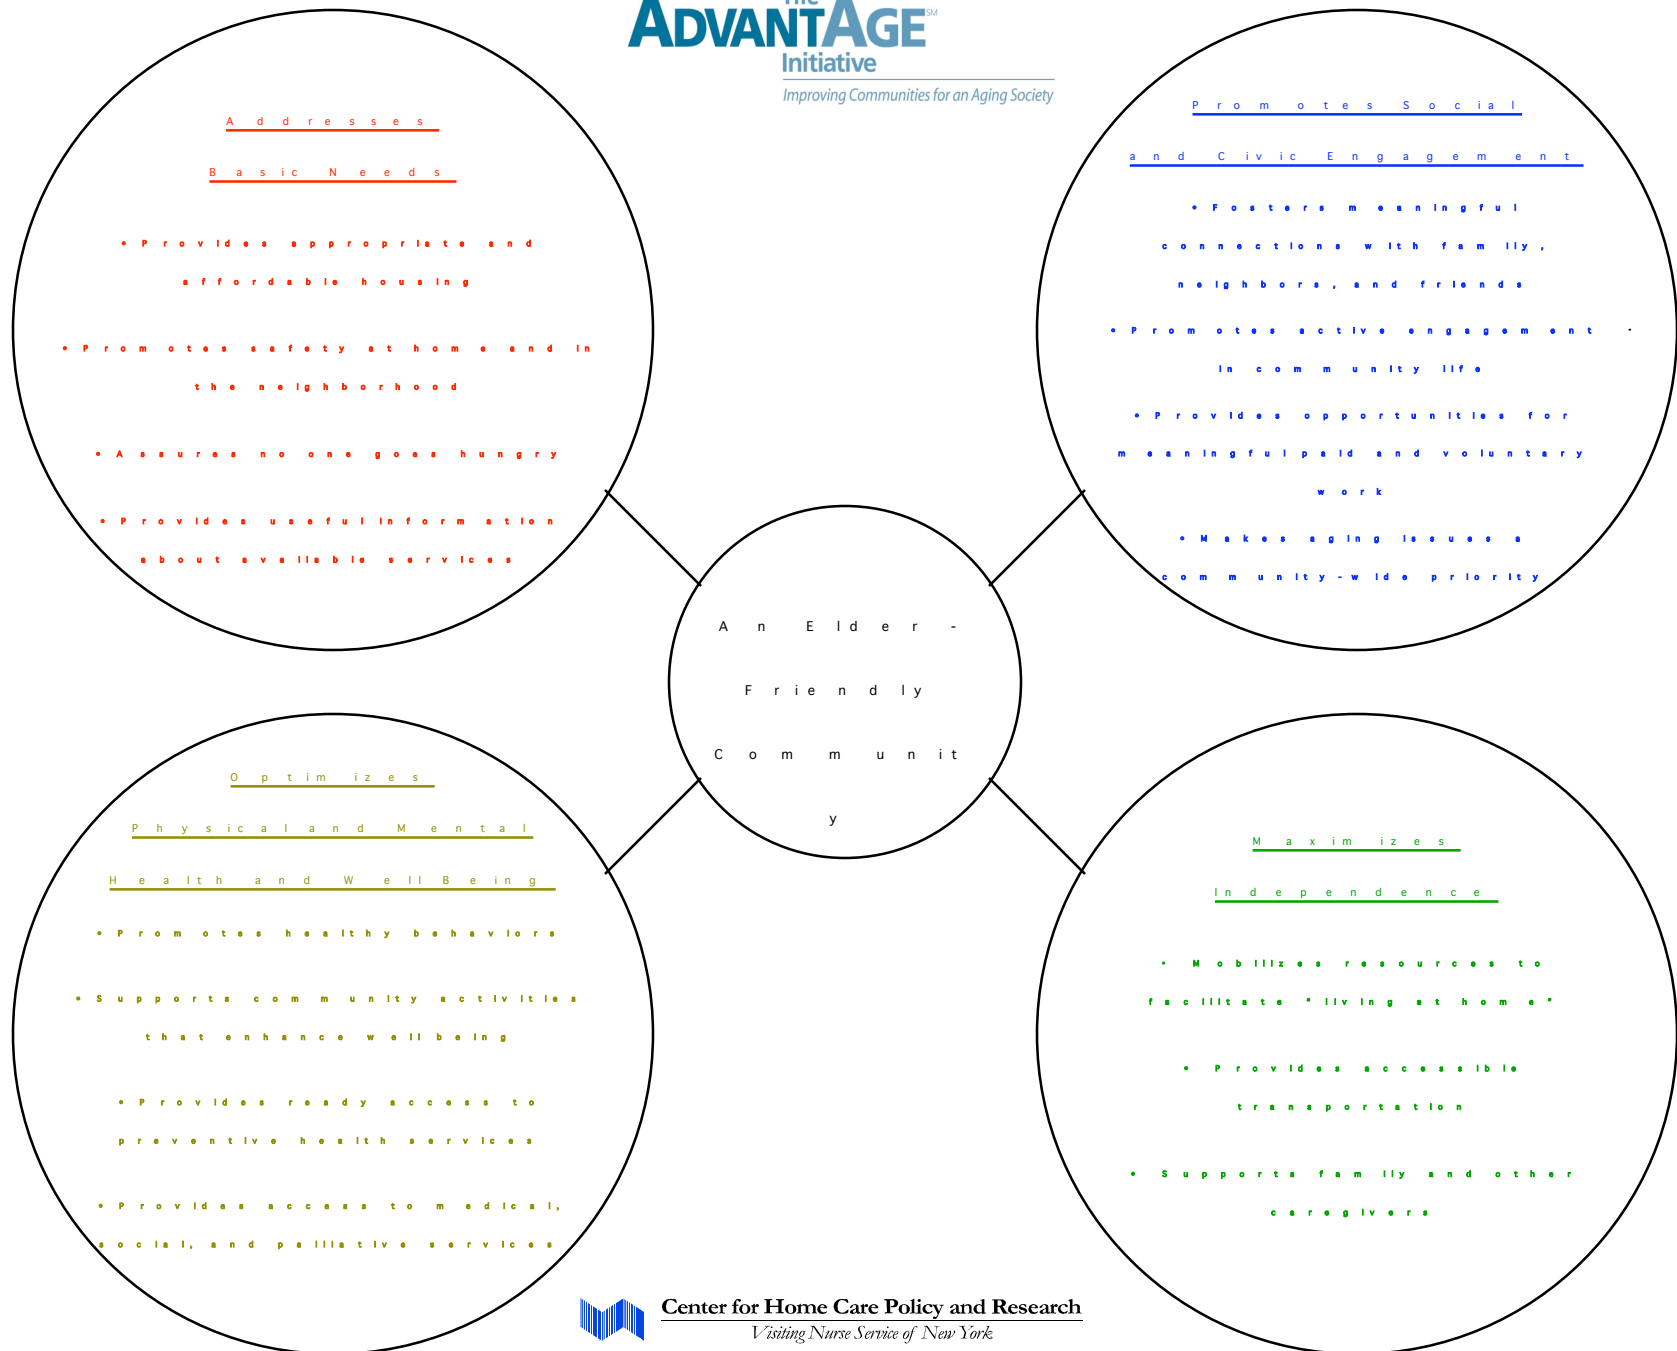 The
ADVANTAGE SM
Initiative
Improving Communities for an Aging Society
Addresses
Basic Needs
• Provides appropriate and
affordable housing
• Promotes safety at home and in
the neighborhood
• Assures no one goes hungry
• Provides useful information
about available services
Promotes Social
and Civic Engagement
• Fosters meaningful
connections with family,
neighbors, and friends
• Promotes active engagement -
in community life
• Provides opportunities for
meaningful paid and voluntary
work
• Makes aging issues a
community-wide priority
An Elder-
Friendly
Communit
y
Optimizes
Physical and Mental
Health and Well Being
• Promotes healthy behaviors
• Supports community activities
that enhance well being
• Provides ready access to
preventive health services
• Provides access to medical,
social, and palliative services
Maximizes
Independence
• Mobilizes resources to
facilitate "living at home"
• Provides accessible
transportation
• Supports family and other
caregivers
Center for Home Care Policy and Research
Visiting Nurse Service of New York